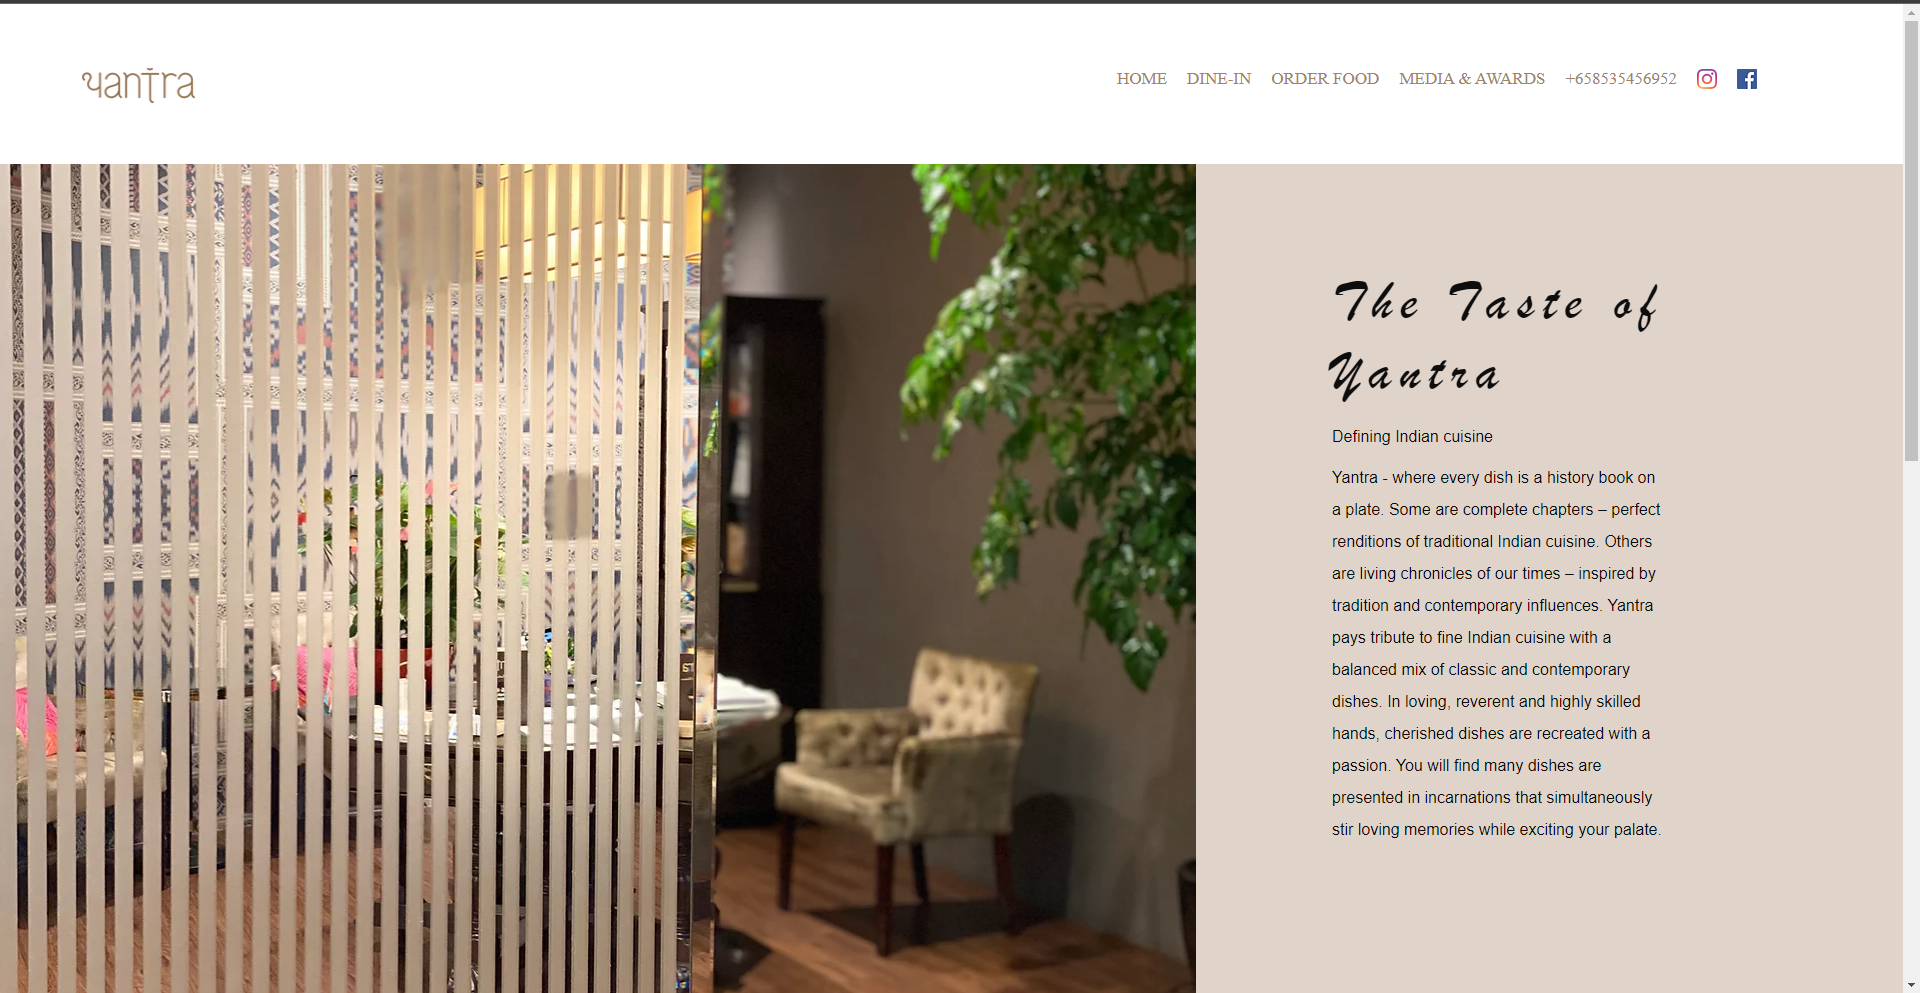 yantra
HOME DINE-IN ORDER FOOD MEDIA & AWARDS +658535456952
The Taste of
Yantra
Defining Indian cuisine
Yantra - where every dish is a history book on
a plate. Some are complete chapters – perfect
renditions of traditional Indian cuisine. Others
are living chronicles of our times – inspired by
tradition and contemporary influences. Yantra
pays tribute to fine Indian cuisine with a
balanced mix of classic and contemporary
dishes. In loving, reverent and highly skilled
hands, cherished dishes are recreated with a
passion. You will find many dishes are
presented in incarnations that simultaneously
stir loving memories while exciting your palate.